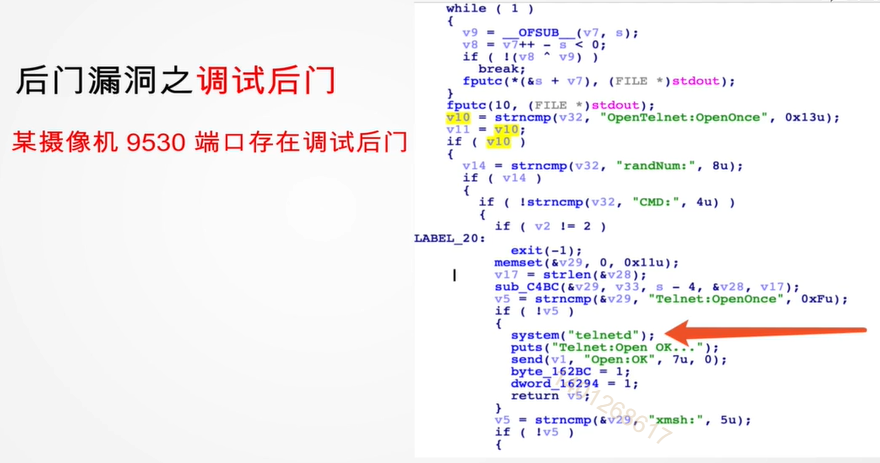 后门漏洞之调试后门
某摄像机 9530 端口存在调试后门
while ( 1 )
{
v9 = __OFSUB__(v7, s);
v8 = v7++ - s < 0;
if ( !(v8 ^ v9) )
break;
fputc(*(&s + v7), (FILE *)stdout);
}
fputc(10, (FILE *)stdout);
v10 = strncmp(v32, "OpenTelnet:OpenOnce", 0x13u);
v11 = v10;
if ( v10 )
{
v14 = strncmp(v32, "randNum:", 8u);
if ( v14 )
{
if ( !strncmp(v32, "CMD:", 4u) )
{
if ( v2 != 2 )
LABEL_20:
exit(-1);
memset(&v29, 0, 0x11u);
v17 = strlen(&v28);
sub_C4BC(&v29, v33, s - 4, &v28, v17);
v5 = strncmp(&v29, "Telnet:OpenOnce", 0xFu);
if ( !v5 )
{
system("telnetd");
puts("Telnet:Open OK...");
send(v1, "Open:OK", 7u, 0);
byte_162BC = 1;
dword_16294 = 1;
return v5;
}
v5 = strncmp(&v29, "xmsh:", 5u);
if ( !v5 )
{